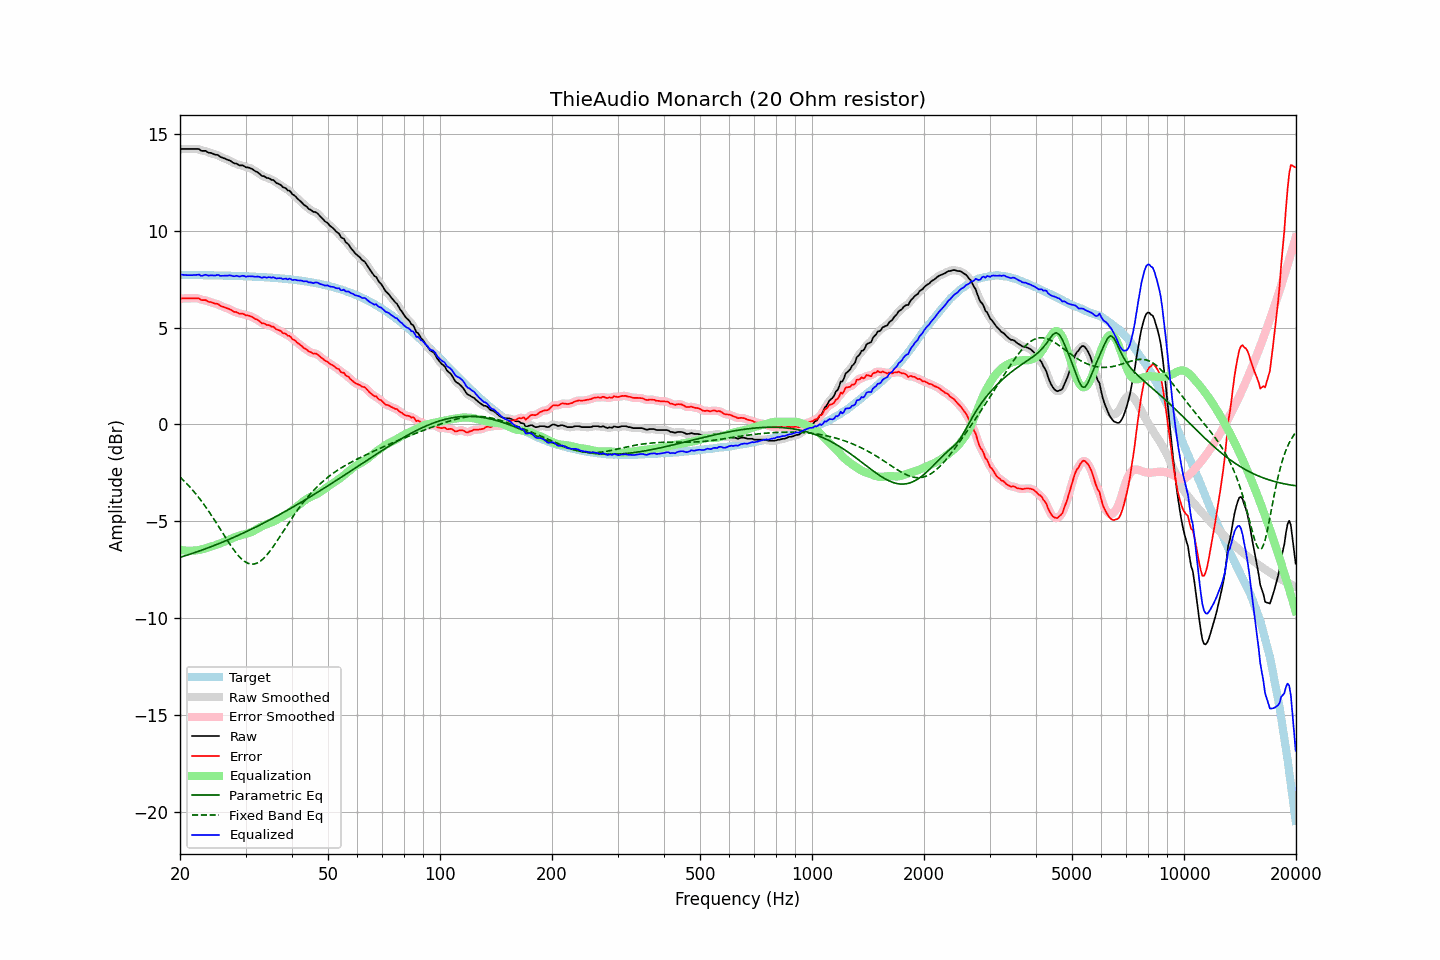 ThieAudio Monarch (20 Ohm resistor)
15
10
5
0
−5
−10
−15
−20
Amplitude (dBr)
Target
Raw Smoothed
Error Smoothed
Raw
Error
Equalization
Parametric Eq
Fixed Band Eq
Equalized
20 50 100 200 500 1000 2000 5000 10000 20000
Frequency (Hz)